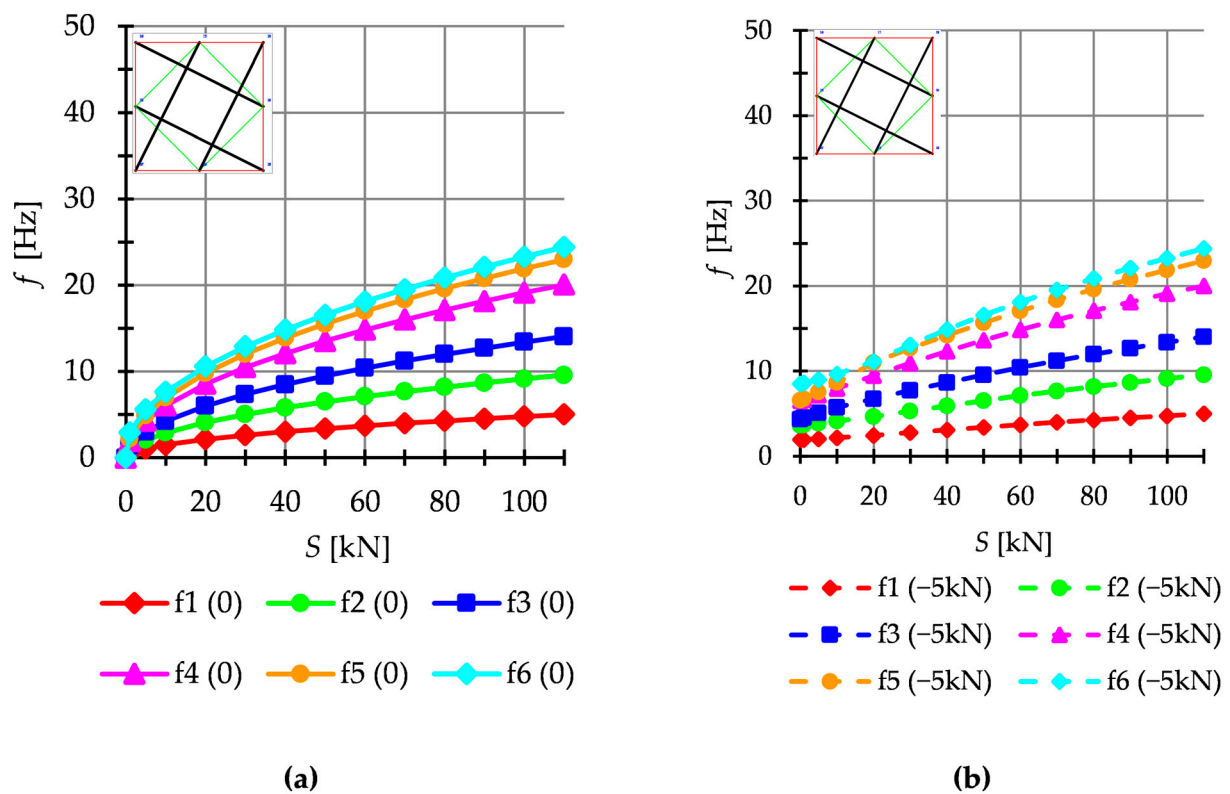 50
40
30
20
10
0
f [Hz]
0 20 40 60 80 100
S [kN]
f1 (0) f2 (0) f3 (0)
f4 (0) f5 (0) f6 (0)
(a)
50
40
30
20
10
0
f [Hz]
0 20 40 60 80 100
S [kN]
f1 (−5kN) f2 (−5kN)
f3 (−5kN) f4 (−5kN)
f5 (−5kN) f6 (−5kN)
(b)